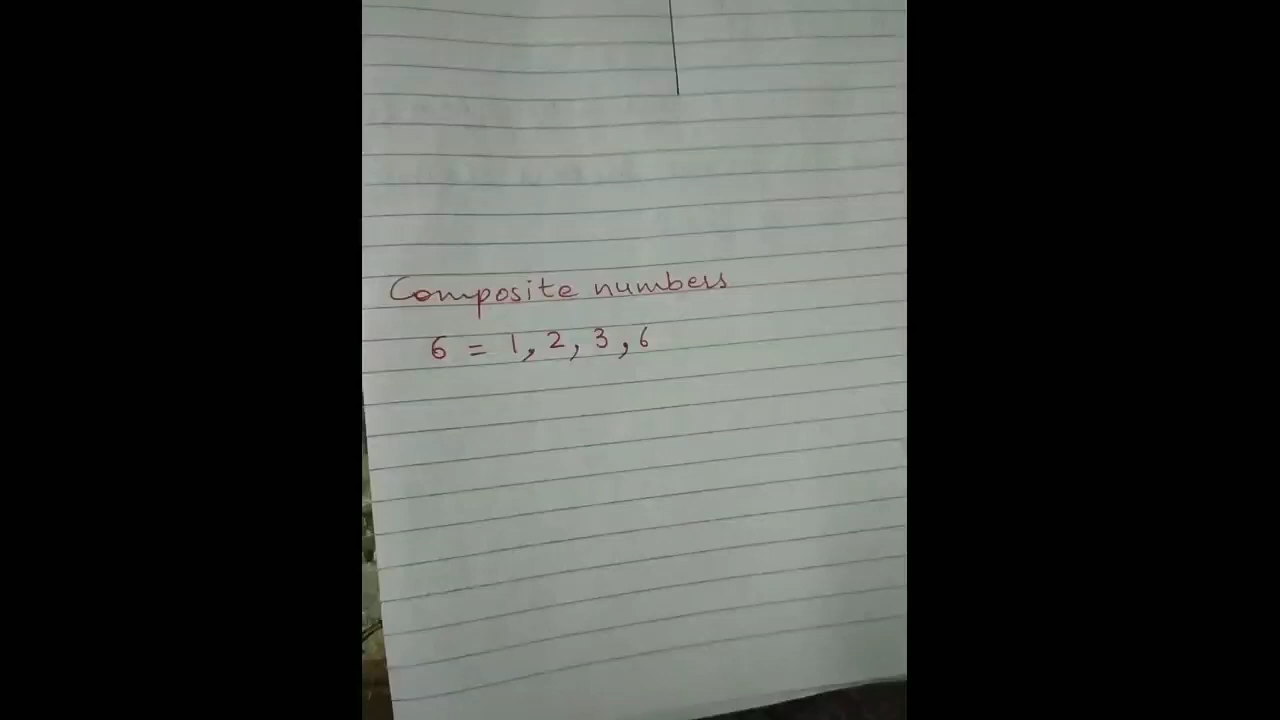 Composite numbers
6 = 1, 2, 3, 6